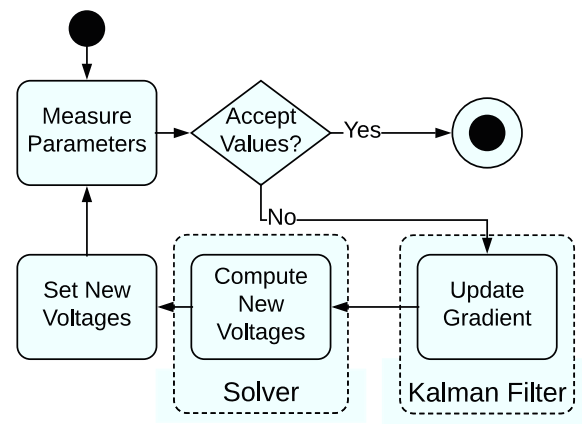 Measure
Parameters
Accept
Values?
Yes
No
Set New
Voltages
Compute
New
Voltages
Solver
Update
Gradient
Kalman Filter